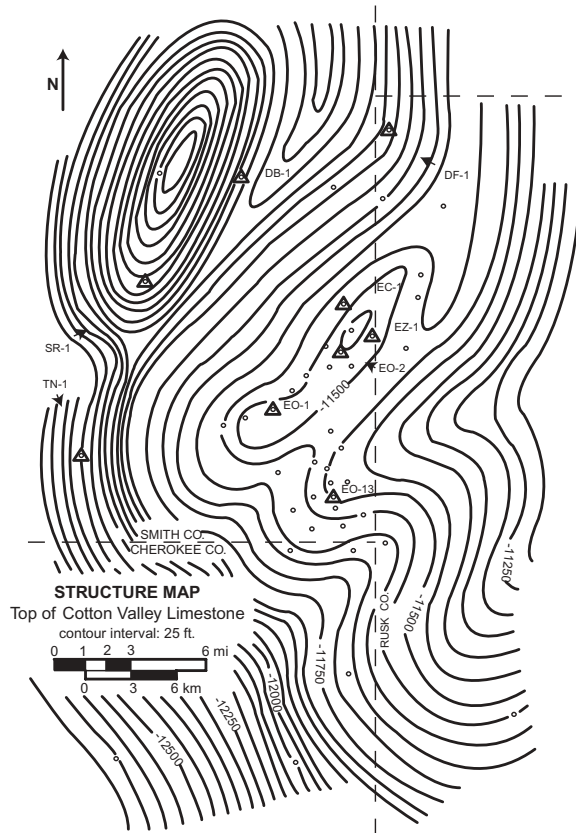 N
DB-1
DF-1
EC-1
EZ-1
SR-1
EO-2
TN-1
EO-1
-11500
EO-13
SMITH CO.
CHEROKEE CO.
-11250
STRUCTURE MAP
Top of Cotton Valley Limestone
contour interval: 25 ft.
0 1 2 3 6 mi
0 3 6 km
RUSK CO.
-11500
-11750
-12000
-12250
-12500